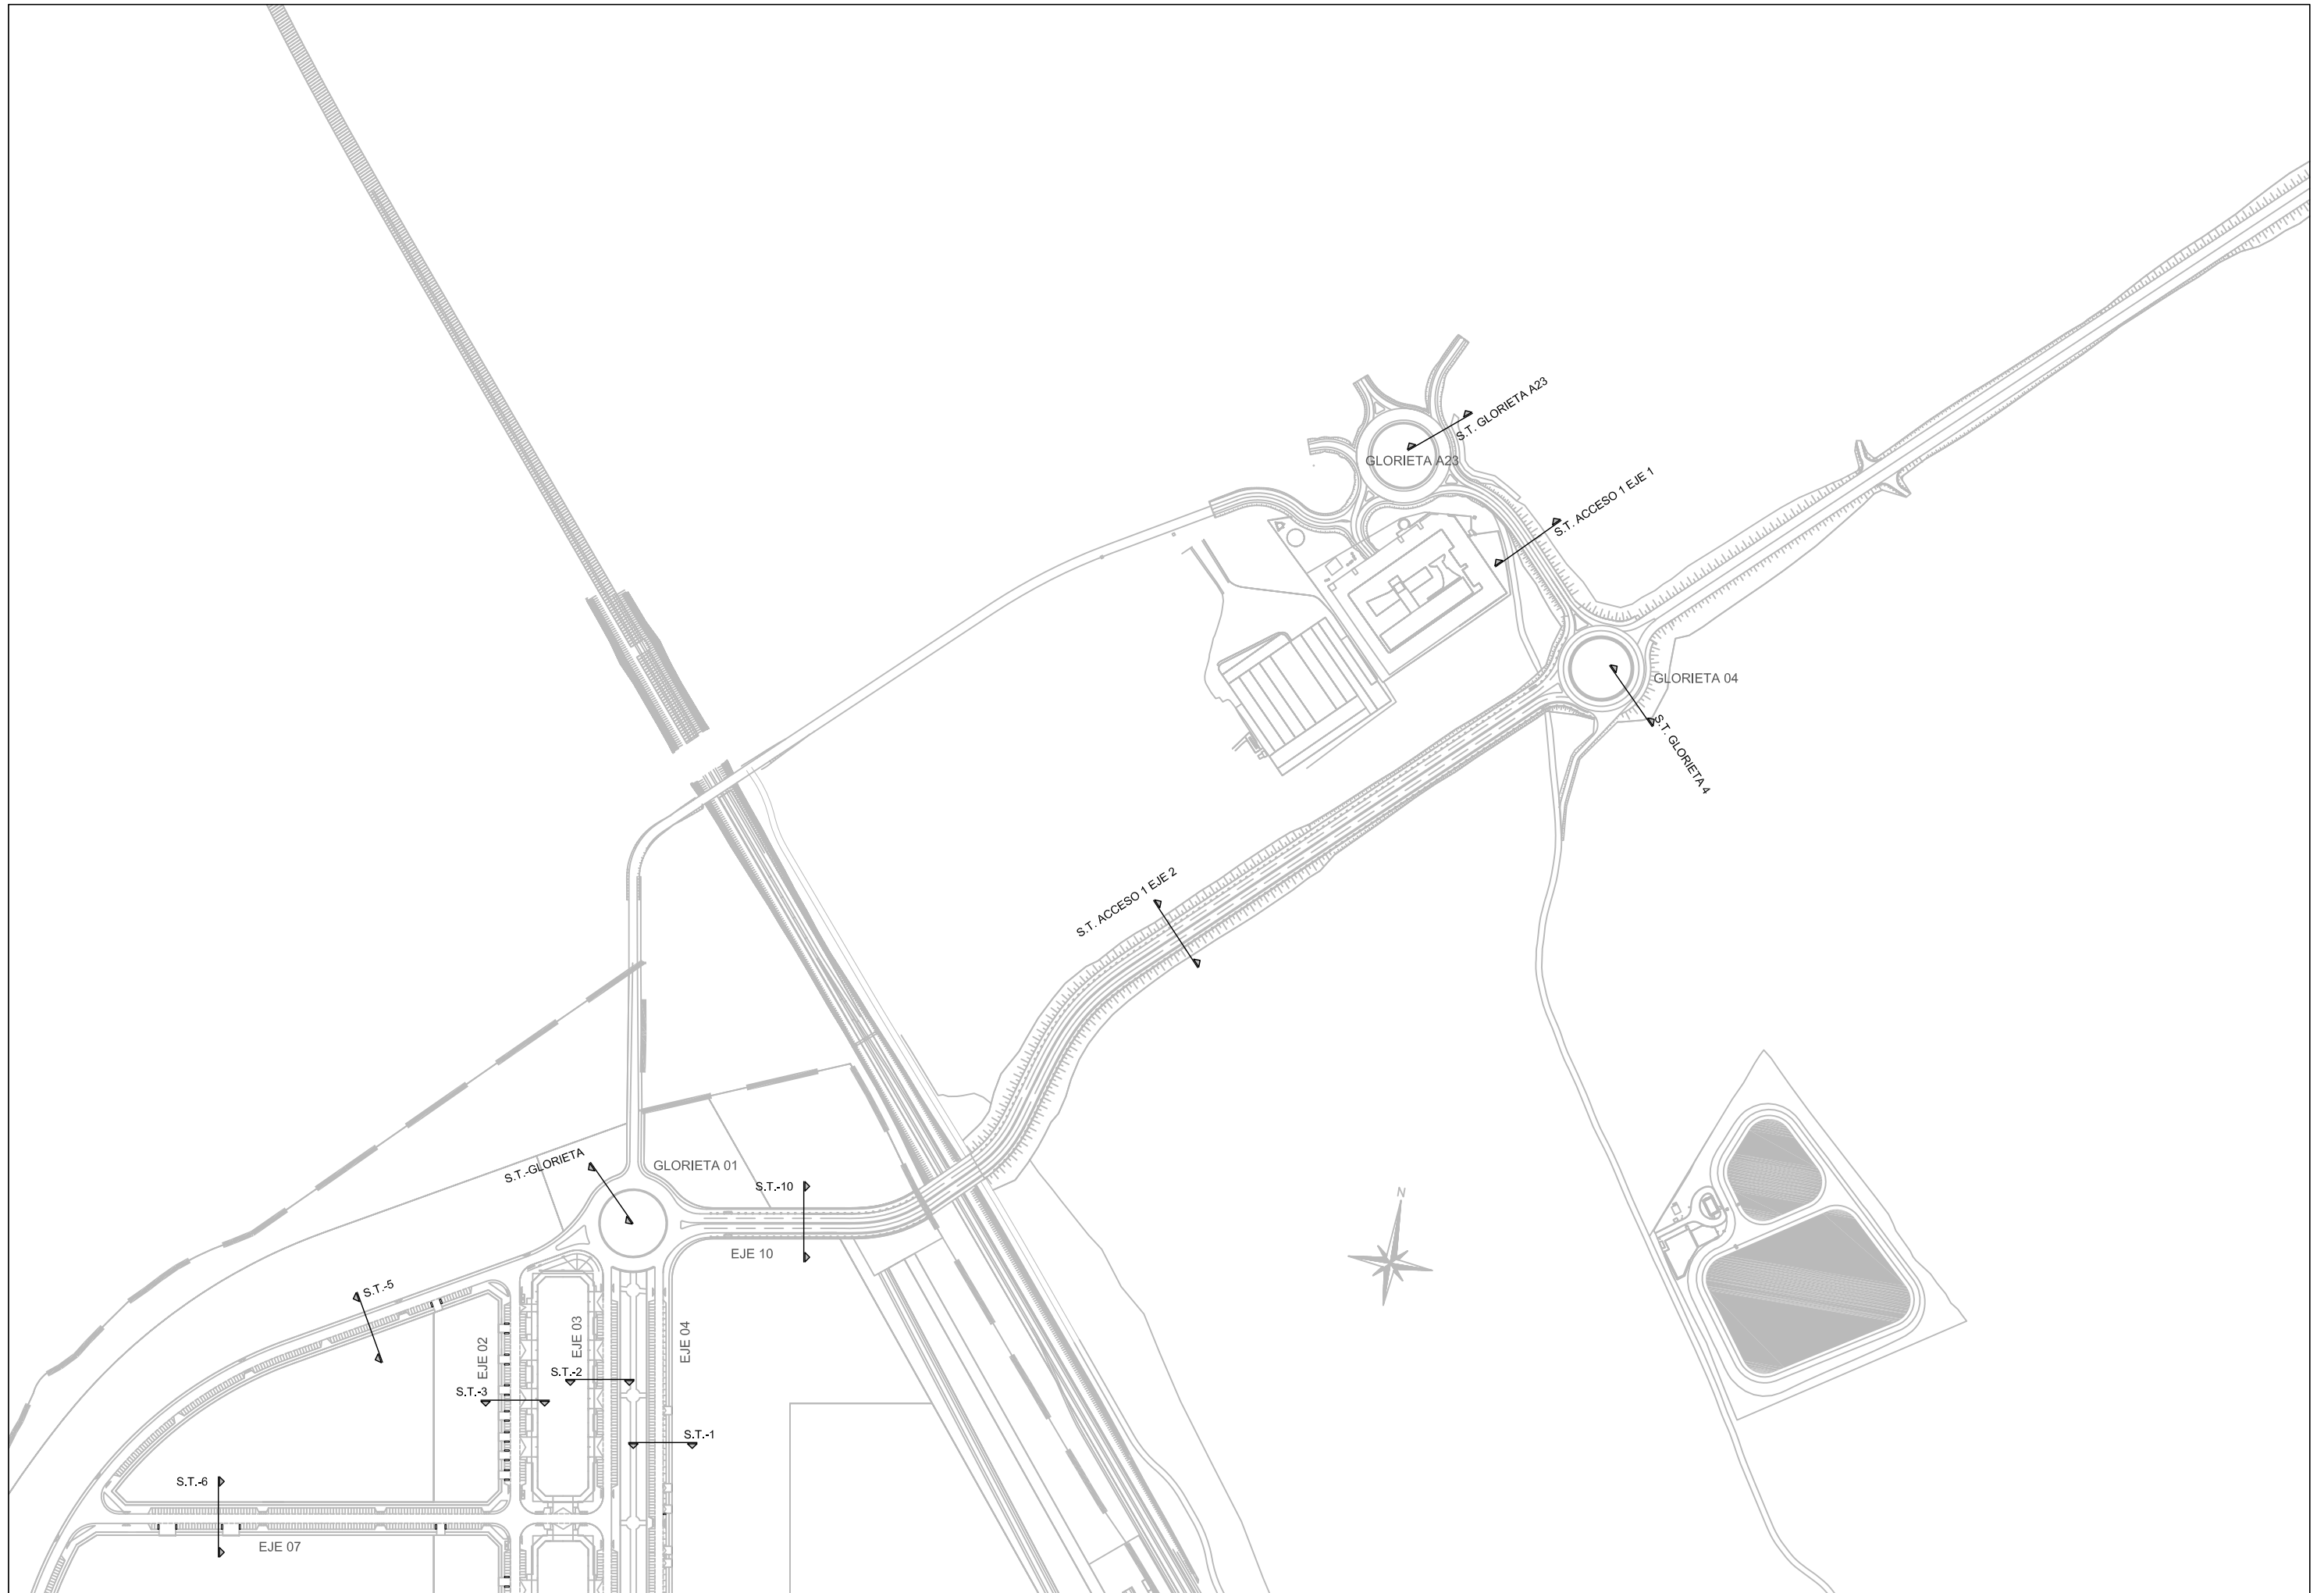 S.T. GLORIETA A23
GLORIETA A23
S.T. ACCESO 1 EJE 1
GLORIETA 04
S.T. GLORIETA 4
S.T. ACCESO 1 EJE 2
S.T.-GLORIETA
GLORIETA 01
S.T.-10
N
EJE 10
S.T.-5
EJE 02
EJE 03
EJE 04
S.T.-2
S.T.-3
S.T.-1
S.T.-6
EJE 07